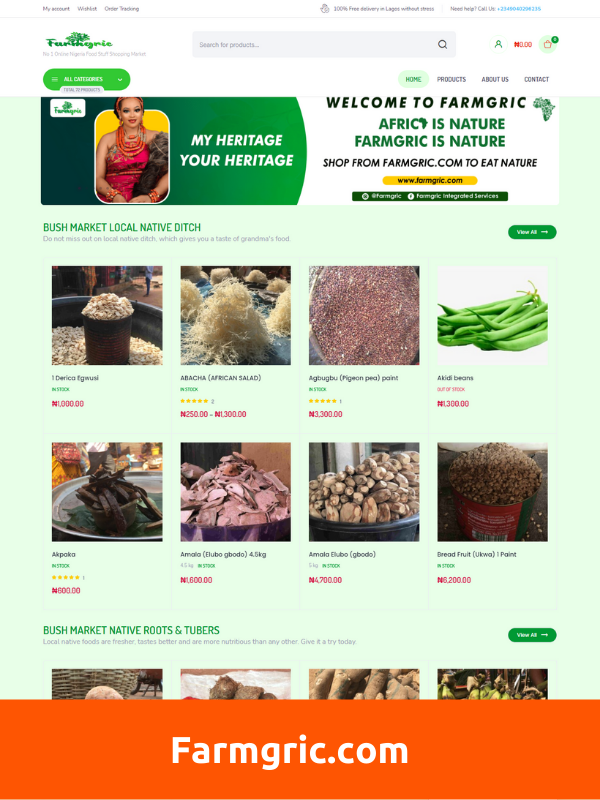 My account Wishlist Order Tracking
100% Free delivery in Lagos without stress Need help? Call Us: +2349040296239
Farmgric
No 1 Online Nigeria Food Stuff Shopping Market
Search for products...
₦0.00 0
ALL CATEGORIES
TOTAL 72 PRODUCTS
HOME PRODUCTS ABOUT US CONTACT
Farmgric
MY HERITAGE
YOUR HERITAGE
WELCOME TO FARMGRIC
AFRICA IS NATURE
FARMGRIC IS NATURE
SHOP FROM FARMGRIC.COM TO EAT NATURE
www.farmgric.com
@Farmgric Farmgric Integrated Services
BUSH MARKET LOCAL NATIVE DITCH
Do not miss out on local native ditch, which gives you a taste of grandma's food.
View All
1 Derica Egwusi
IN STOCK
₦1,000.00
ABACHA (AFRICAN SALAD)
IN STOCK
2
₦250.00 - ₦1,300.00
Agbugbu (Pigeon pea) paint
IN STOCK
1
₦3,300.00
Akidi beans
OUT OF STOCK
₦1,300.00
Akpaka
IN STOCK
1
₦600.00
Amala (Elubo gbodo) 4.5kg
4.5 kg IN STOCK
₦1,600.00
Amala Elubo (gbodo)
5 kg IN STOCK
₦4,700.00
Bread Fruit (Ukwa) 1 Paint
IN STOCK
₦6,200.00
BUSH MARKET NATIVE ROOTS & TUBERS
Local native foods are fresher, tastes better and are more nutritious than any other. Give it a try today.
View All
Farmgric.com